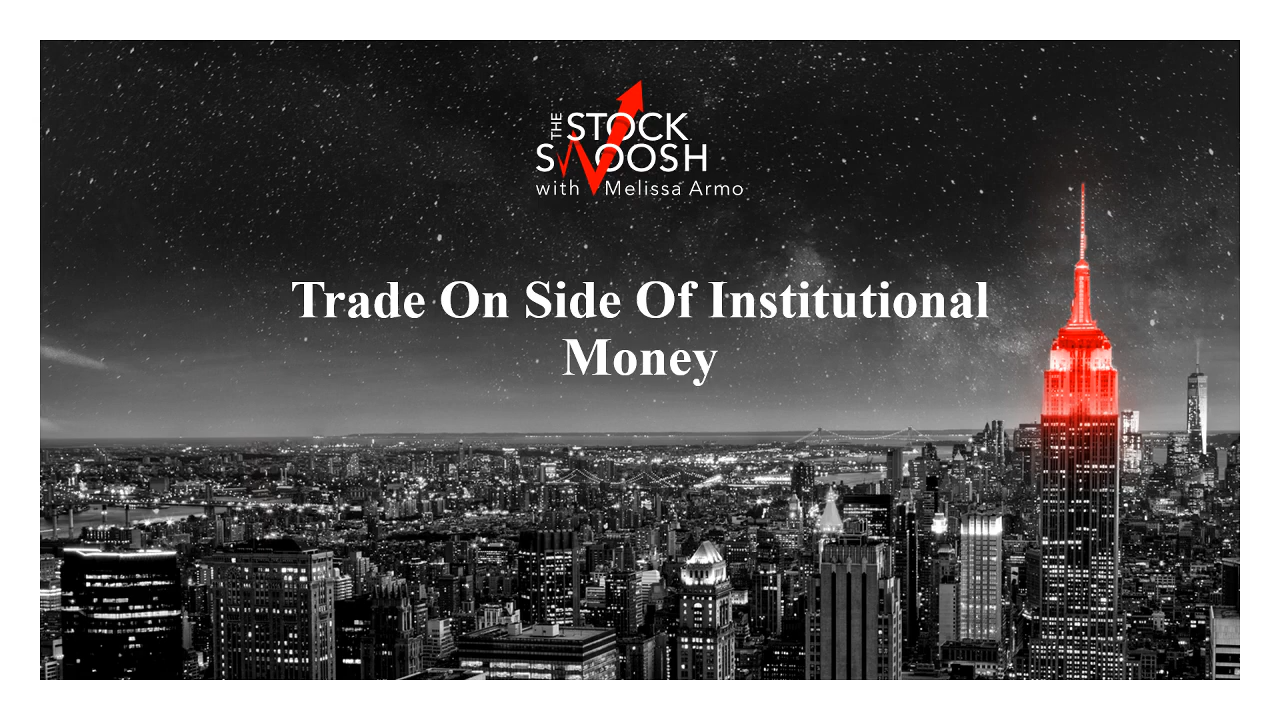 THE STOCK
SWOOSH
with Melissa Armo
Trade On Side Of Institutional
Money